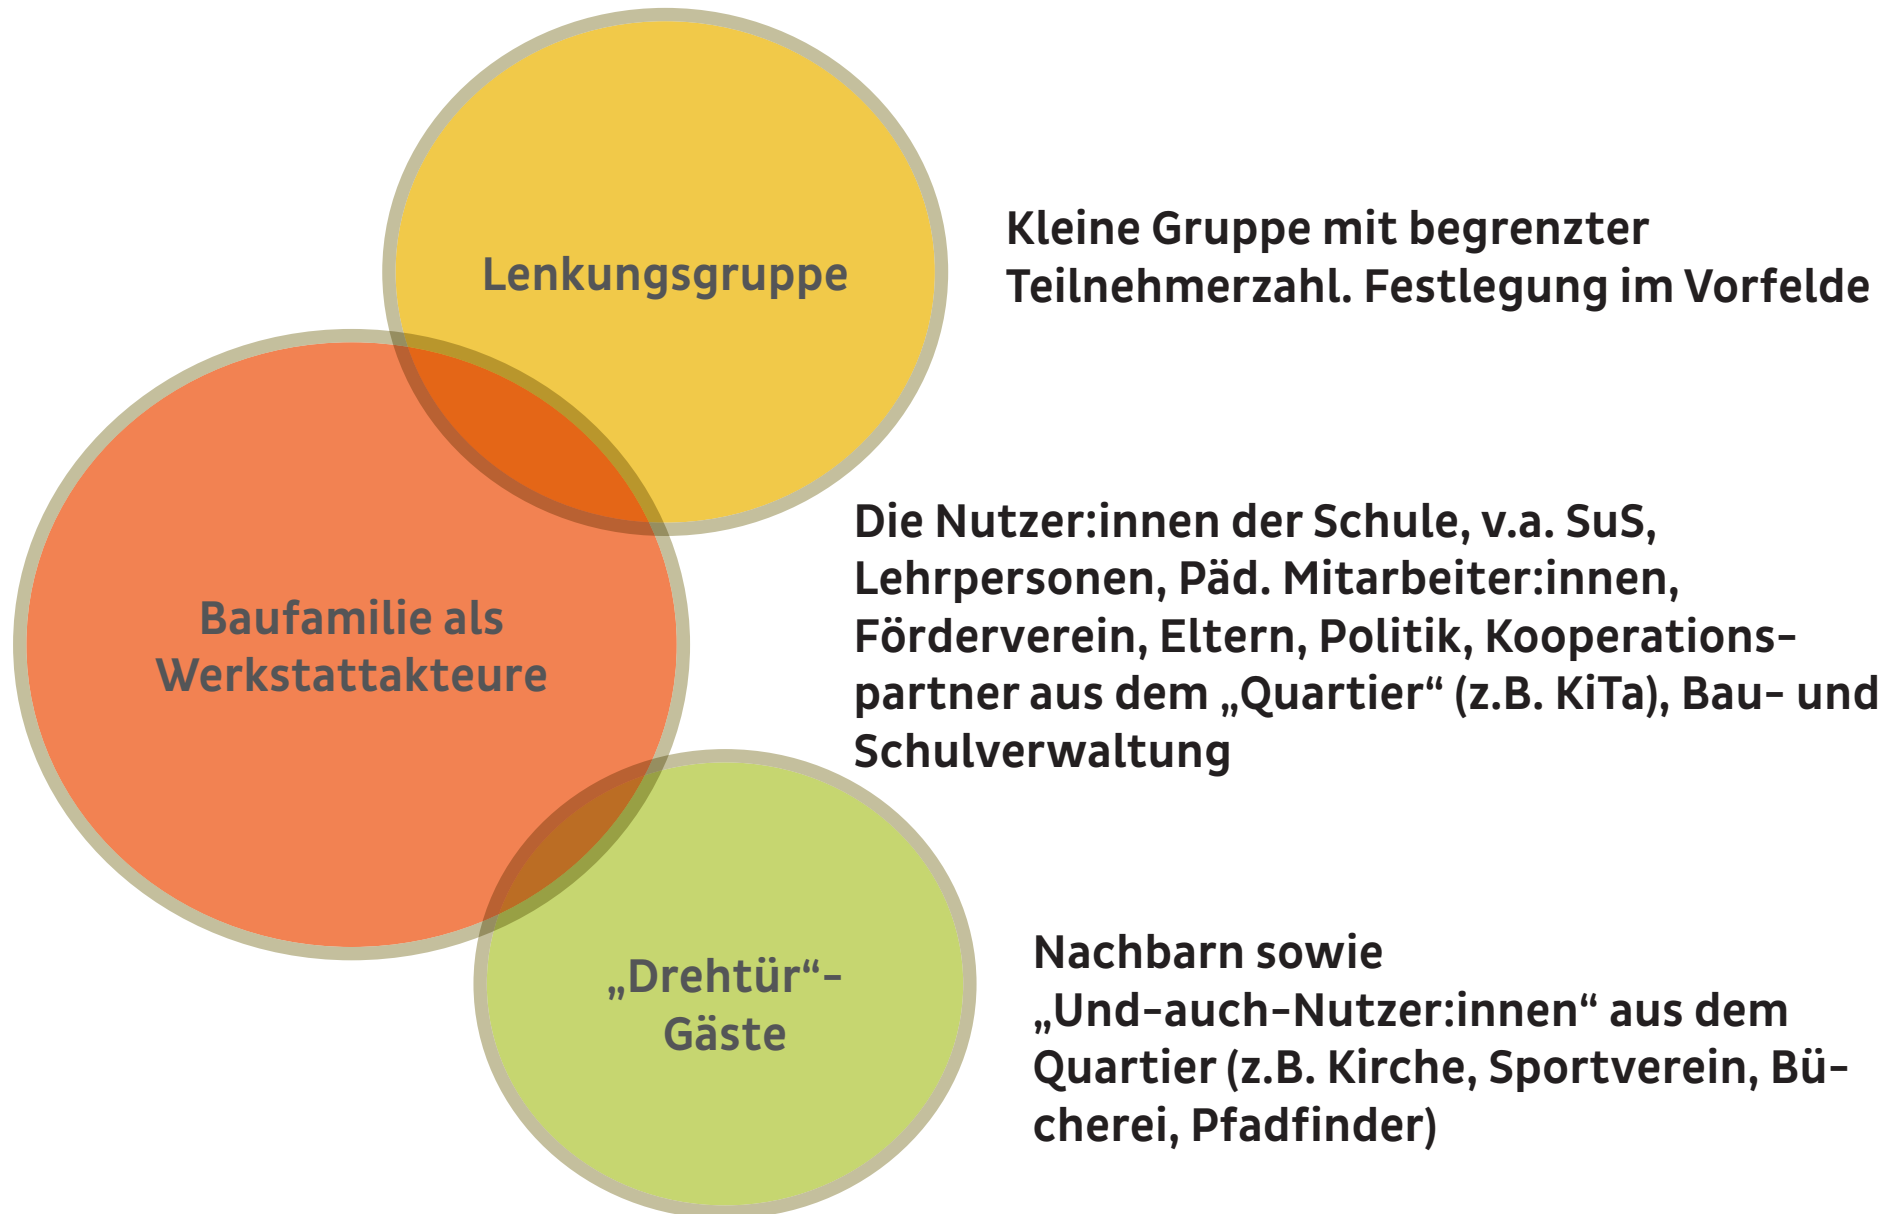 Lenkungsgruppe
Kleine Gruppe mit begrenzter
Teilnehmerzahl. Festlegung im Vorfelde
Baufamilie als
Werkstattakteure
Die Nutzer:innen der Schule, v.a. SuS,
Lehrpersonen, Päd. Mitarbeiter:innen,
Förderverein, Eltern, Politik, Kooperations-
partner aus dem „Quartier“ (z.B. KiTa), Bau- und
Schulverwaltung
„Drehtür“-
Gäste
Nachbarn sowie
„Und-auch-Nutzer:innen“ aus dem
Quartier (z.B. Kirche, Sportverein, Bü-
cherei, Pfadfinder)